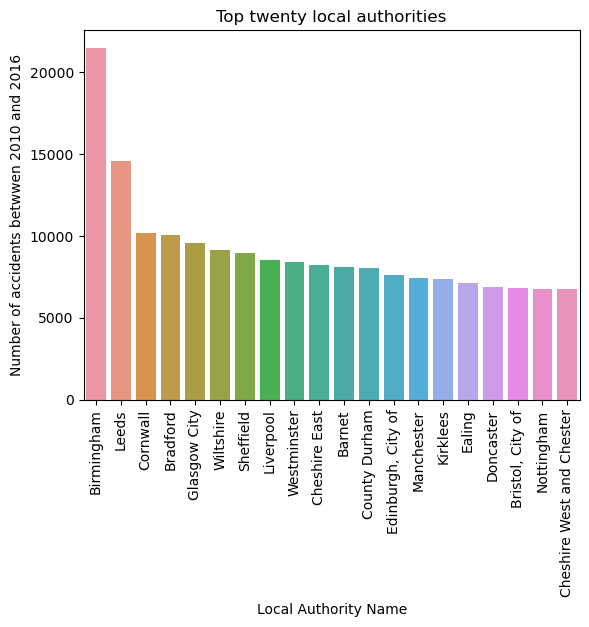 Top twenty local authorities
Number of accidents betwwen 2010 and 2016
20000
15000
10000
5000
0
Birmingham
Leeds
Cornwall
Bradford
Glasgow City
Wiltshire
Sheffield
Liverpool
Westminster
Cheshire East
Barnet
County Durham
Edinburgh, City of
Manchester
Kirklees
Ealing
Doncaster
Bristol, City of
Nottingham
Cheshire West and Chester
Local Authority Name